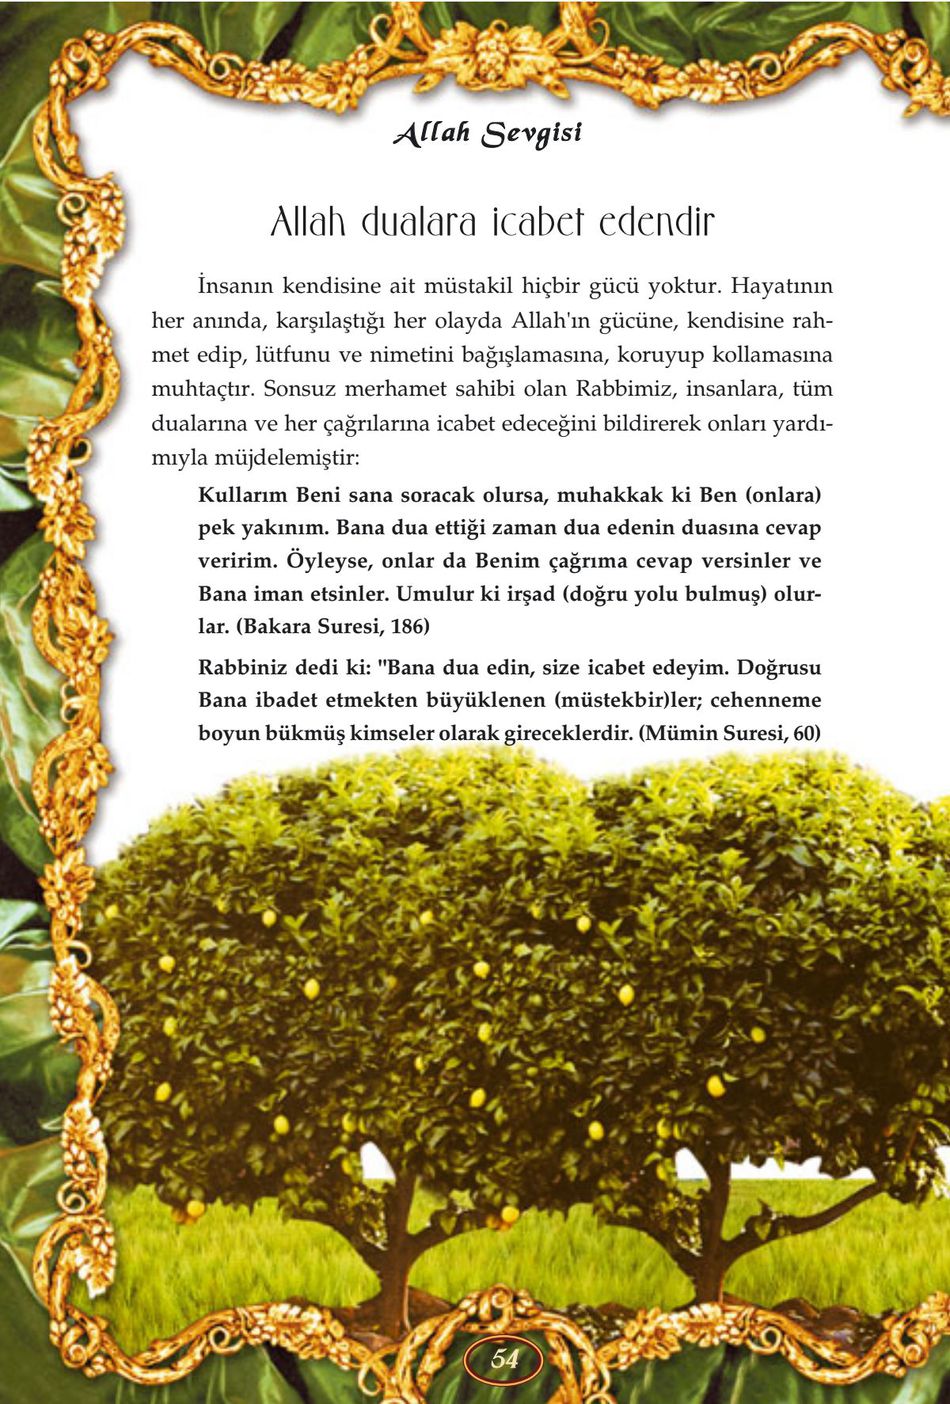 Allah Sevgisi
Allah dualara icabet edendir
İnsanın kendisine ait müstakil hiçbir gücü yoktur. Hayatının
her anında, karşılaştığı her olayda Allah'ın gücüne, kendisine rah-
met edip, lütfunu ve nimetini bağışlamasına, koruyup kollamasına
muhtaçtır. Sonsuz merhamet sahibi olan Rabbimiz, insanlara, tüm
dualarına ve her çağrılarına icabet edeceğini bildirerek onları yardı-
mıyla müjdelemiştir:
Kullarım Beni sana soracak olursa, muhakkak ki Ben (onlara)
pek yakınım. Bana dua ettiği zaman dua edenin duasına cevap
veririm. Öyleyse, onlar da Benim çağrıma cevap versinler ve
Bana iman etsinler. Umulur ki irşad (doğru yolu bulmuş) olur-
lar. (Bakara Suresi, 186)
Rabbiniz dedi ki: "Bana dua edin, size icabet edeyim. Doğrusu
Bana ibadet etmekten büyüklenen (müstekbir)ler; cehenneme
boyun bükmüş kimseler olarak gireceklerdir. (Mümin Suresi, 60)
54